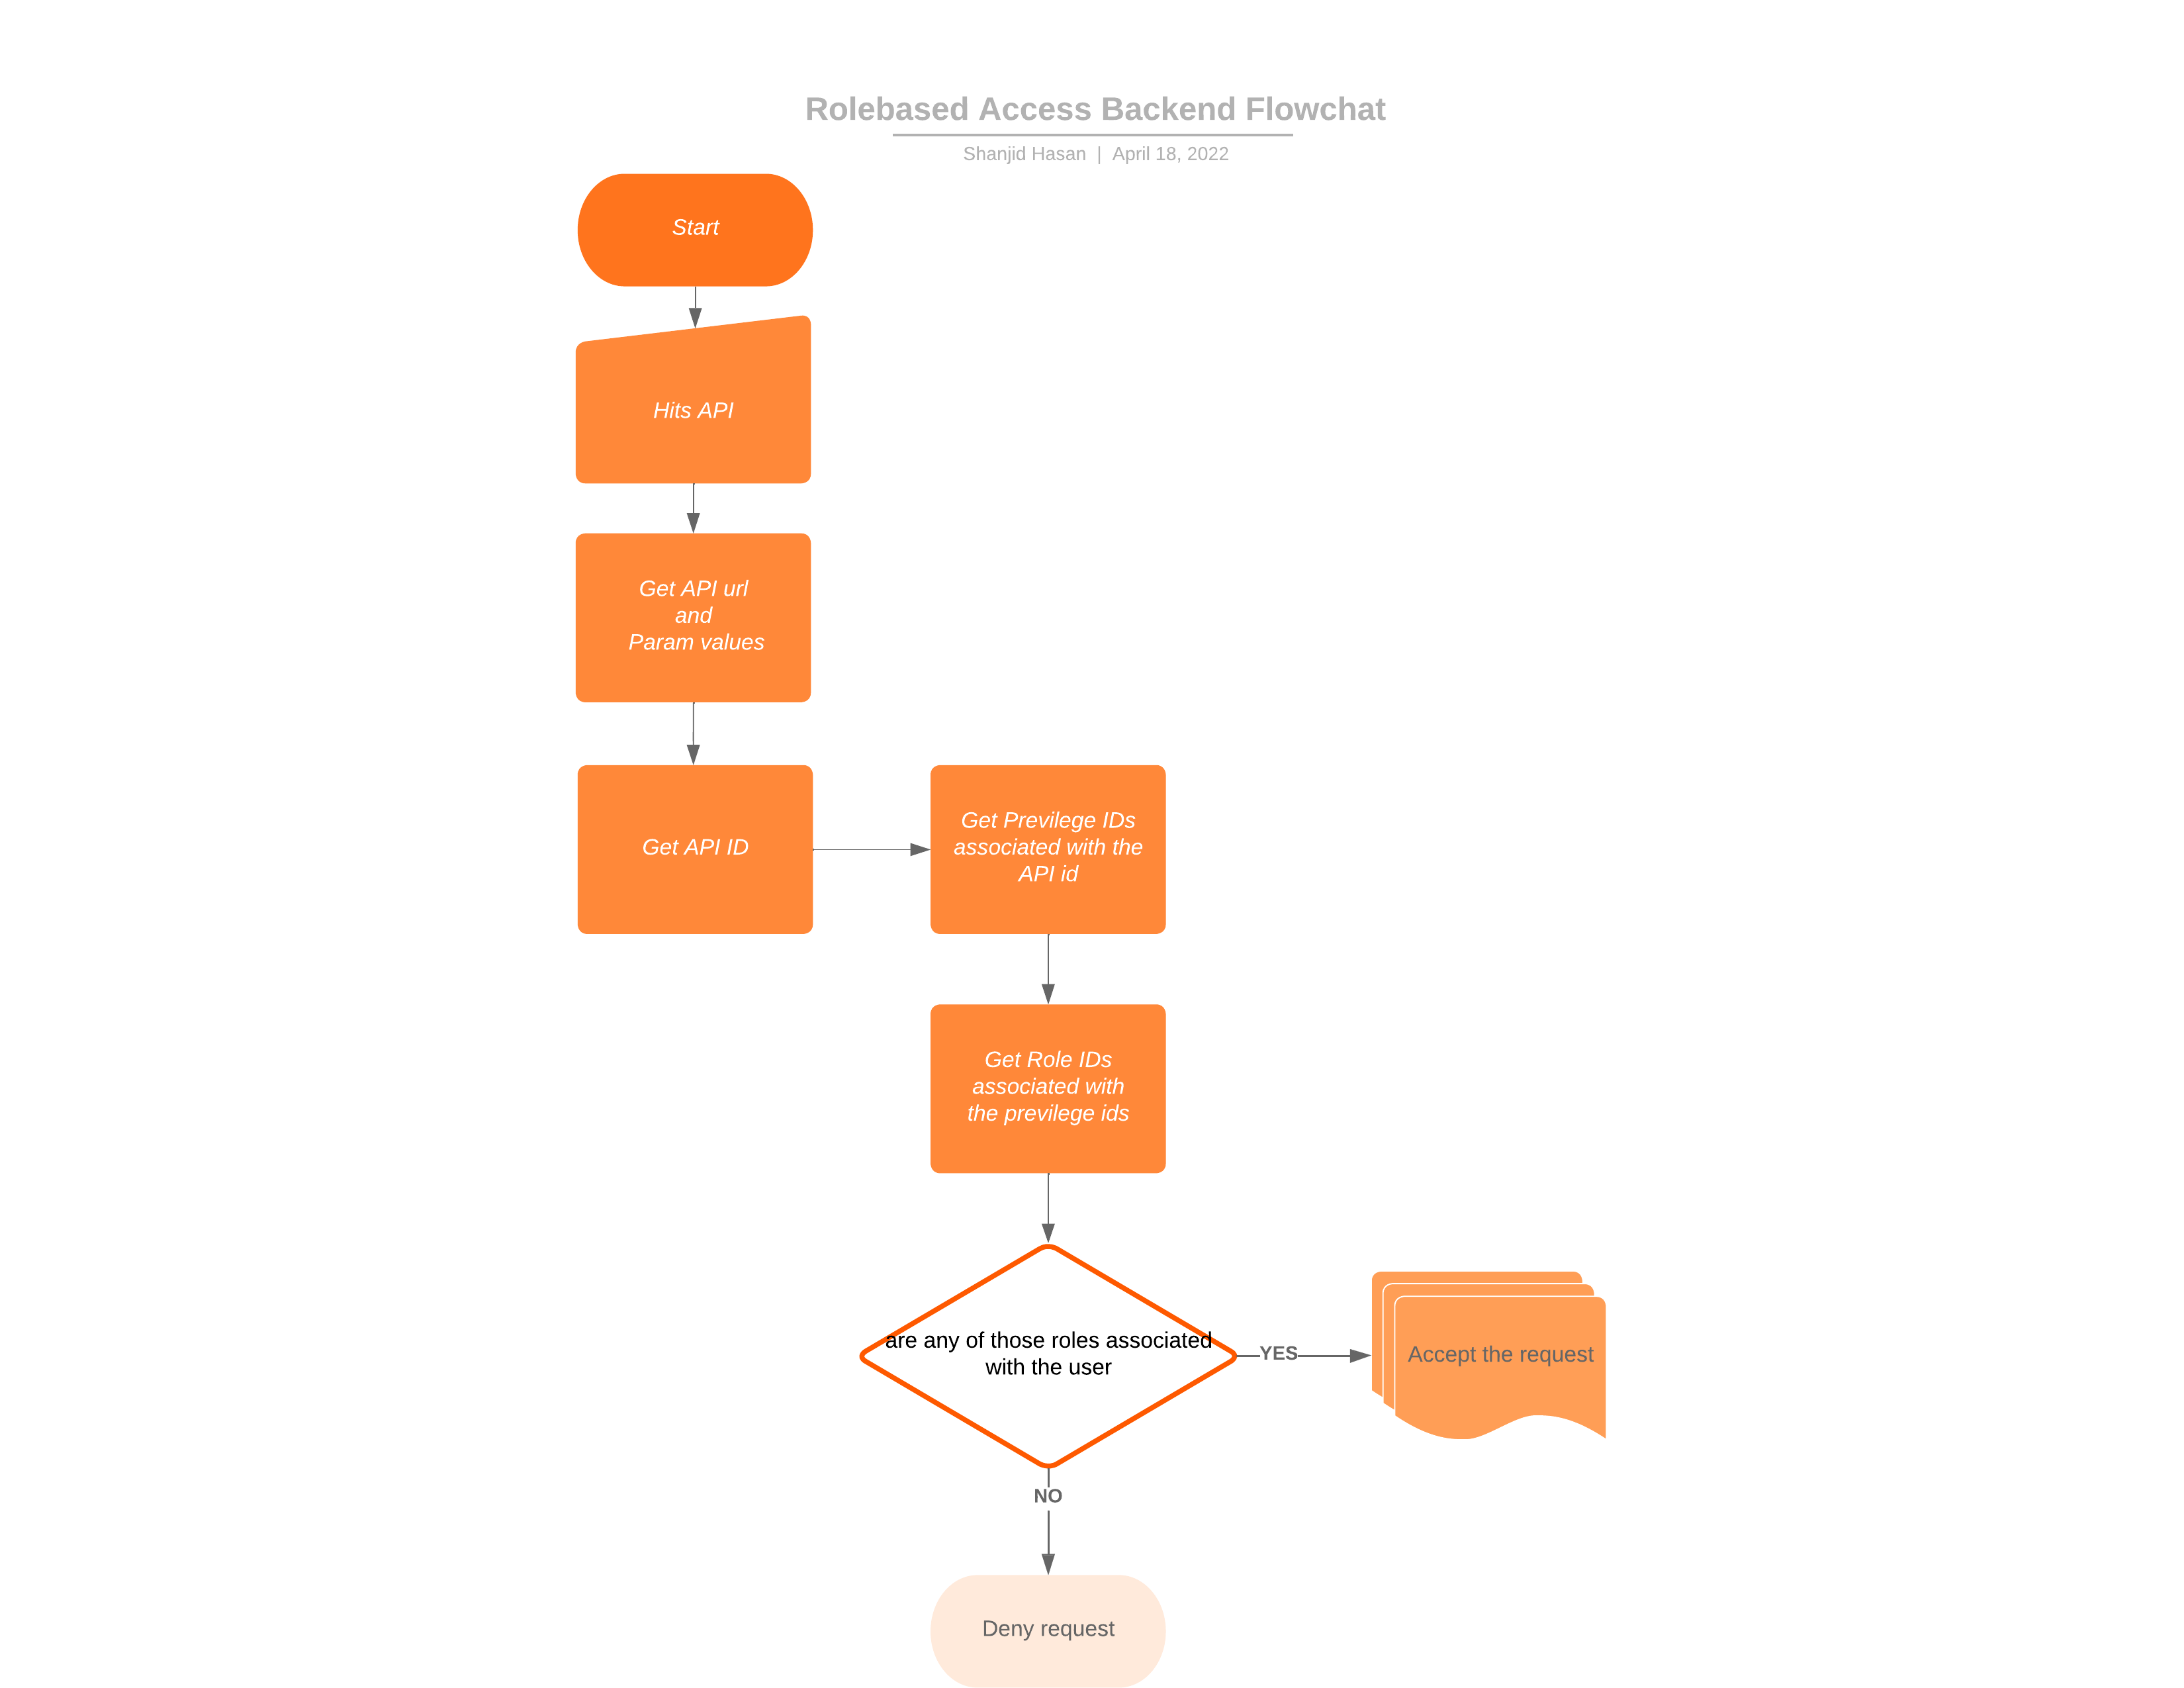 Rolebased Access Backend Flowchat
Shanjid Hasan | April 18, 2022
Start
Hits API
Get API url
and
Param values
Get API ID
Get Previlege IDs
associated with the
API id
Get Role IDs
associated with
the previlege ids
are any of those roles associated
with the user
YES
Accept the request
NO
Deny request